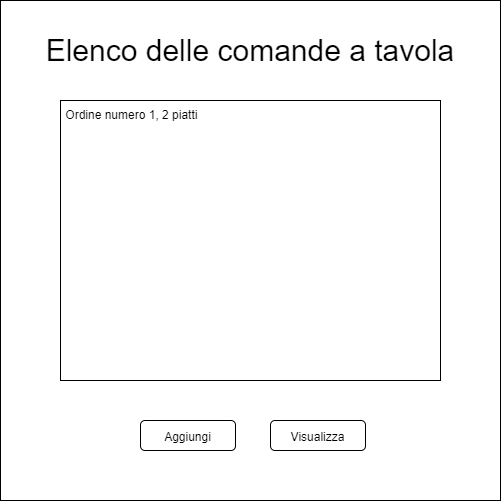 Elenco delle comande a tavola
Ordine numero 1, 2 piatti
Aggiungi
Visualizza